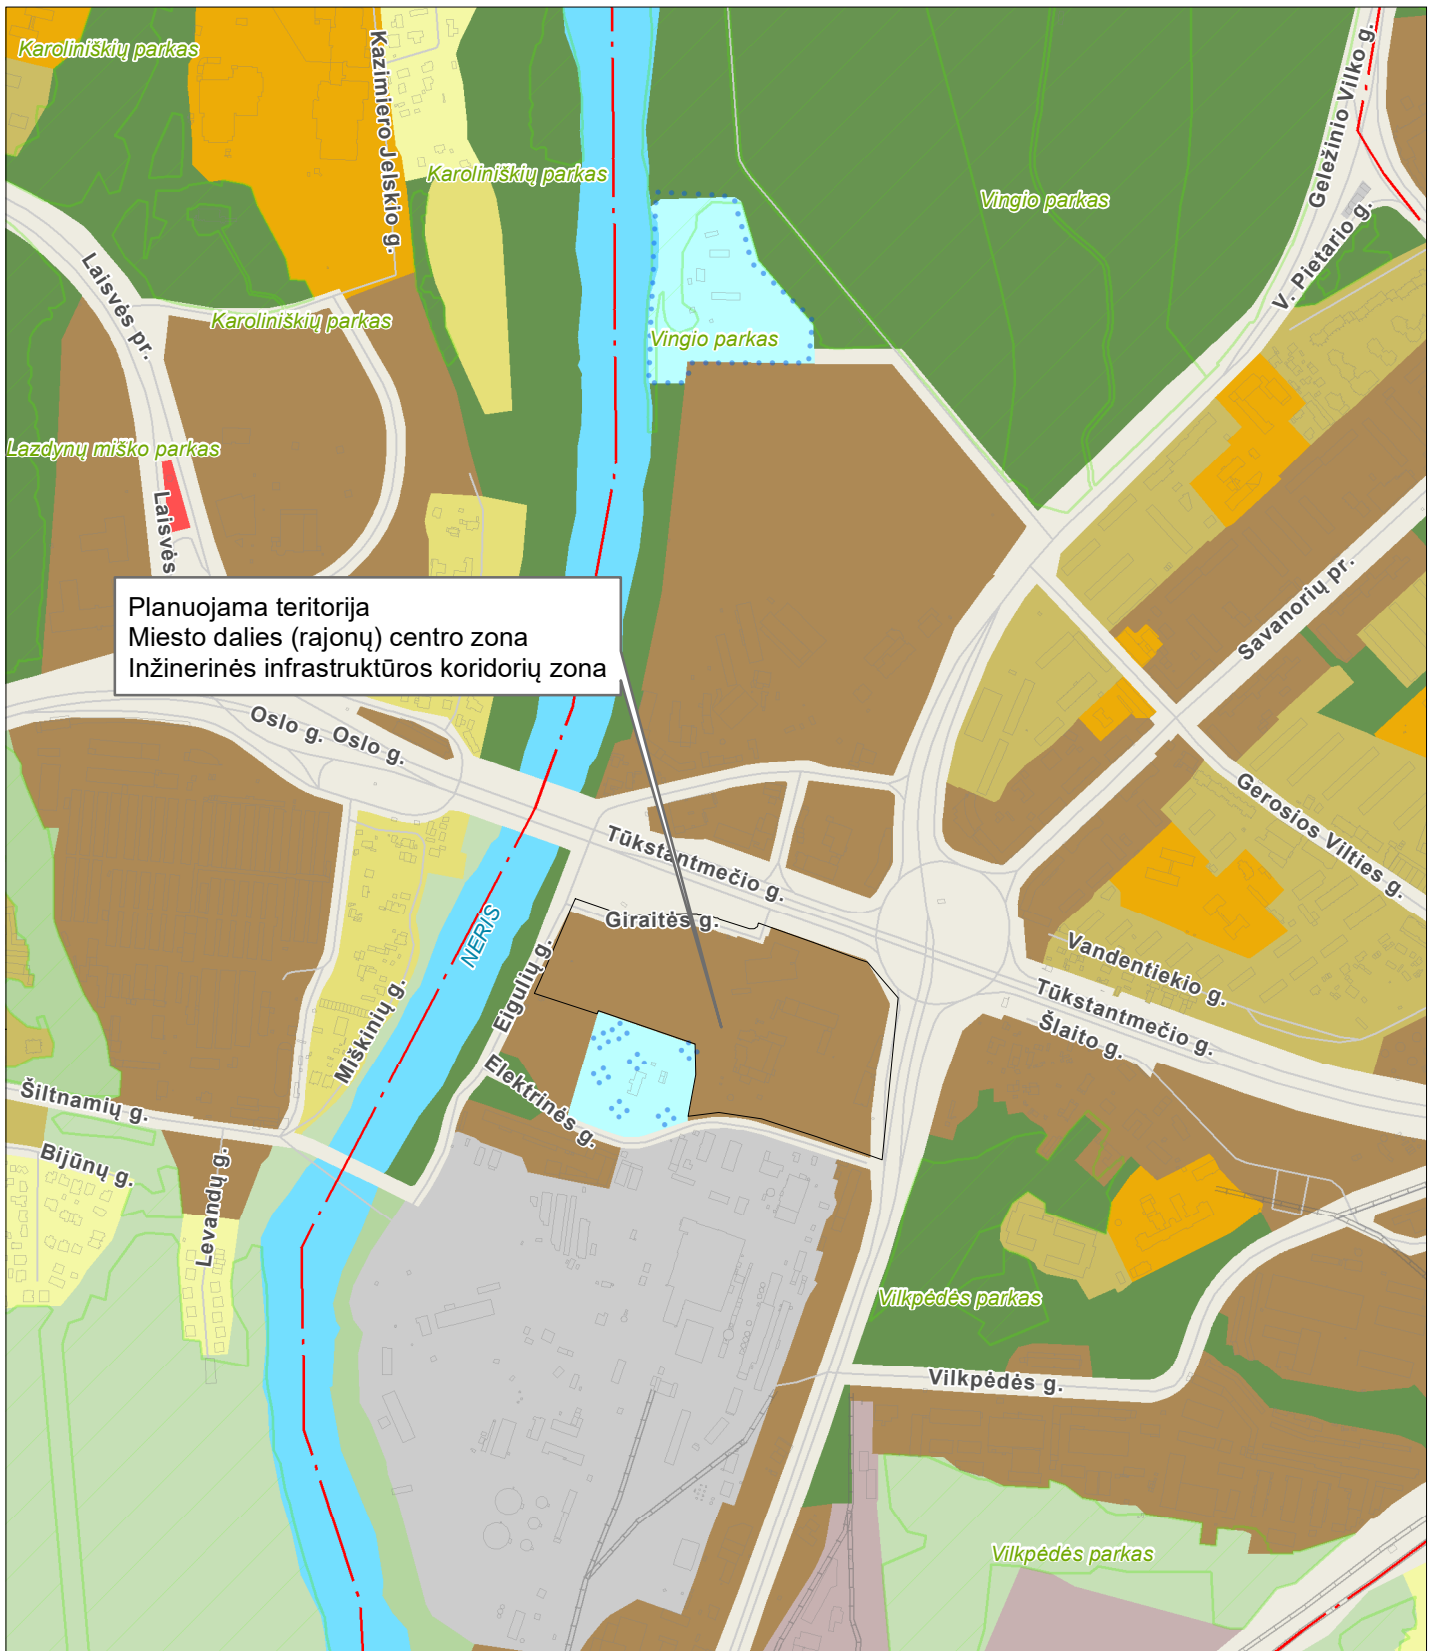 Karoliniškių parkas
Kazimiero Jelskio g.
Geležinio Vilko g.
Karoliniškių parkas
Vingio parkas
V. Pietario g.
Laisvės pr.
Karoliniškių parkas
Vingio parkas
Lazdynų miško parkas
Laisvės
Savanorių pr.
Planuojama teritorija
Miesto dalies (rajonų) centro zona
Inžinerinės infrastruktūros koridorių zona
Oslo g. Oslo g.
Gerosios Vilties g.
Tūkstantmečio g.
Giraitės g.
NERIS
Eigulių g.
Vandentiekio g.
Tūkstantmečio g.
Šlaito g.
Miškinių g.
Elektrinės g.
Šiltnamių g.
Bijūnų g.
Levandų g.
Vilkpėdės parkas
Vilkpėdės g.
Vilkpėdės parkas